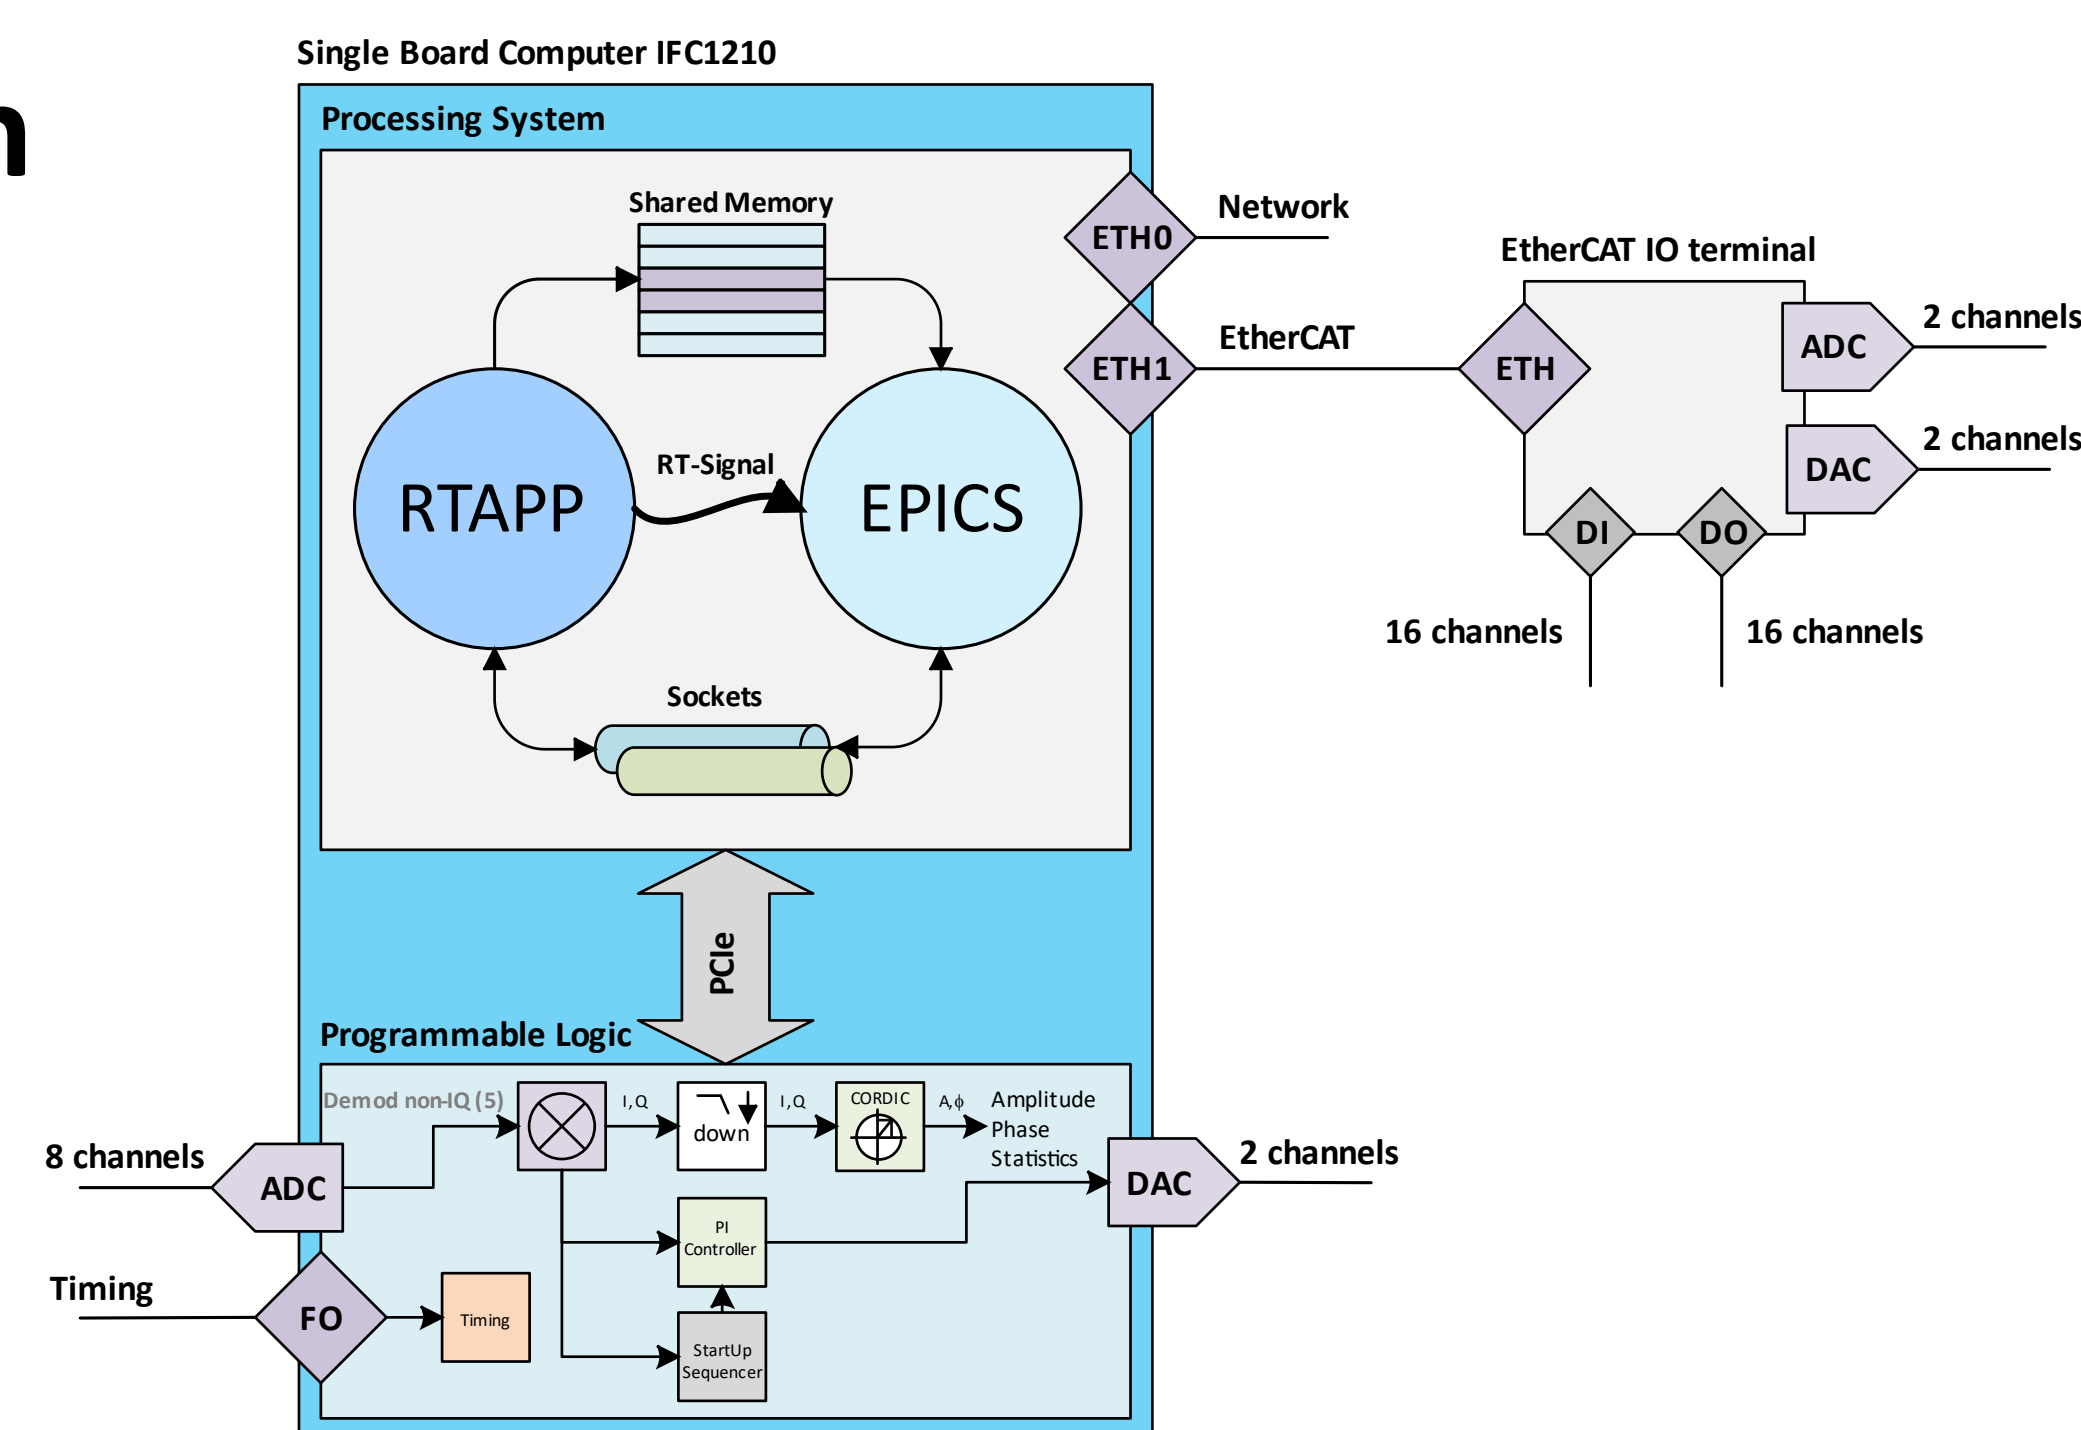 n
Single Board Computer IFC1210
Processing System
Shared Memory
ETH0
Network
EtherCAT IO terminal
ETH1
EtherCAT
ETH
ADC
2 channels
DAC
2 channels
RT-Signal
RTAPP
EPICS
DI
DO
16 channels
16 channels
Sockets
PCIe
Programmable Logic
Demod non-IQ (5)
I,Q
down
I,Q
CORDIC
A,ϕ
Amplitude
Phase
Statistics
8 channels
ADC
DAC
2 channels
PI
Controller
Timing
FO
Timing
StartUp
Sequencer